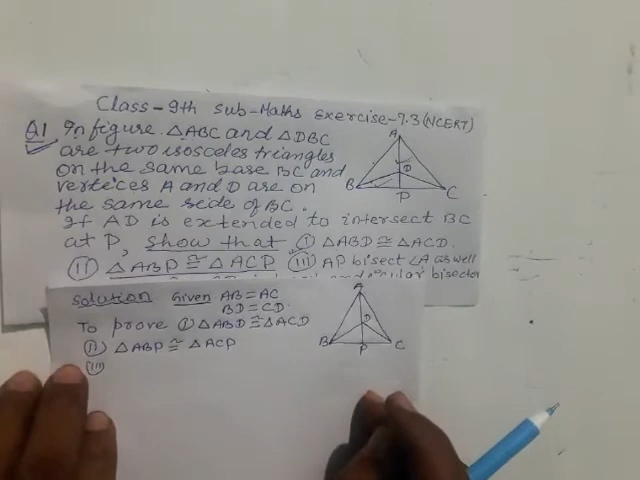 Class-9th sub-Maths exercise-7.3(NCERT)
Q1 In figure. △ABC and △DBC
are two isosceles triangles
on the same base BC and
vertices A and D are on
the same side of BC.
If AD is extended to intersect BC
at P, show that (i) △ABD≅△ACD.
(ii) △ABP≅△ACP (iii) AP bisect ∠A as well
bisector
A
D
B
P
C
Solution Given AB=AC
BD=CD.
To prove (i) △ABD≅△ACD
(ii) △ABP≅△ACP
(iii)
A
D
B
P
C